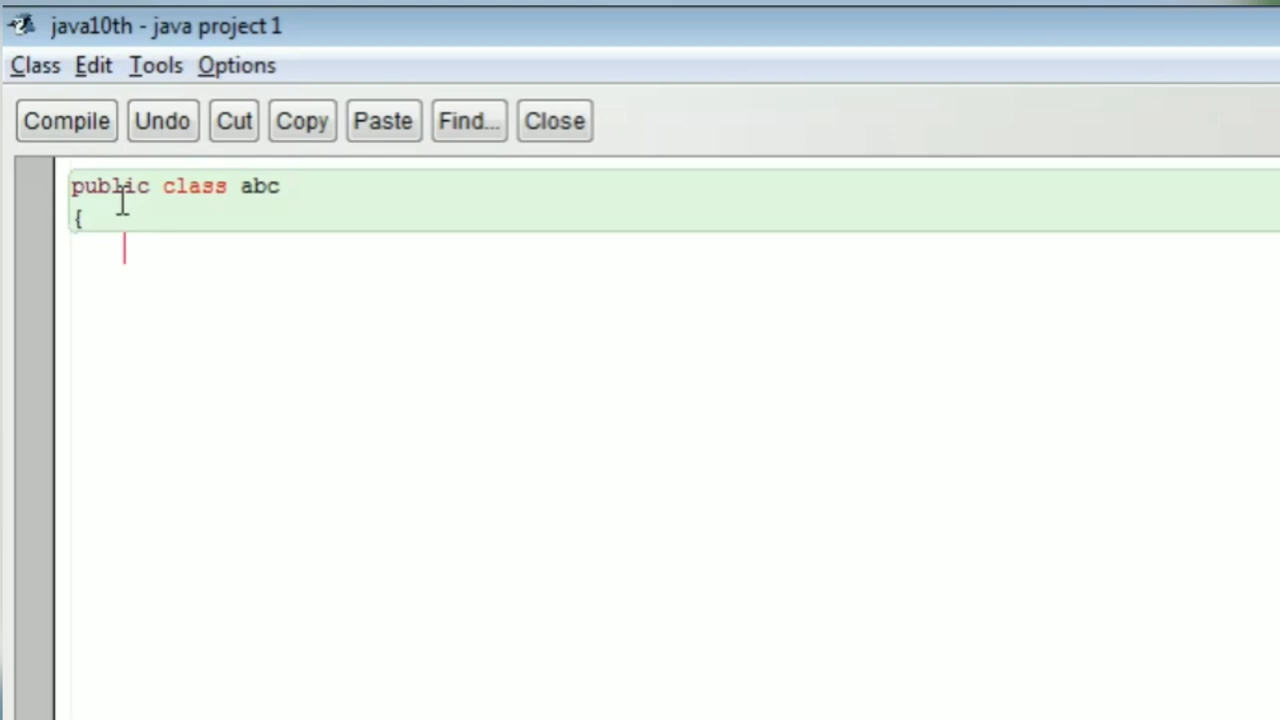 java10th - java project 1
Class Edit Tools Options
Compile Undo Cut Copy Paste Find... Close
public class abc
{